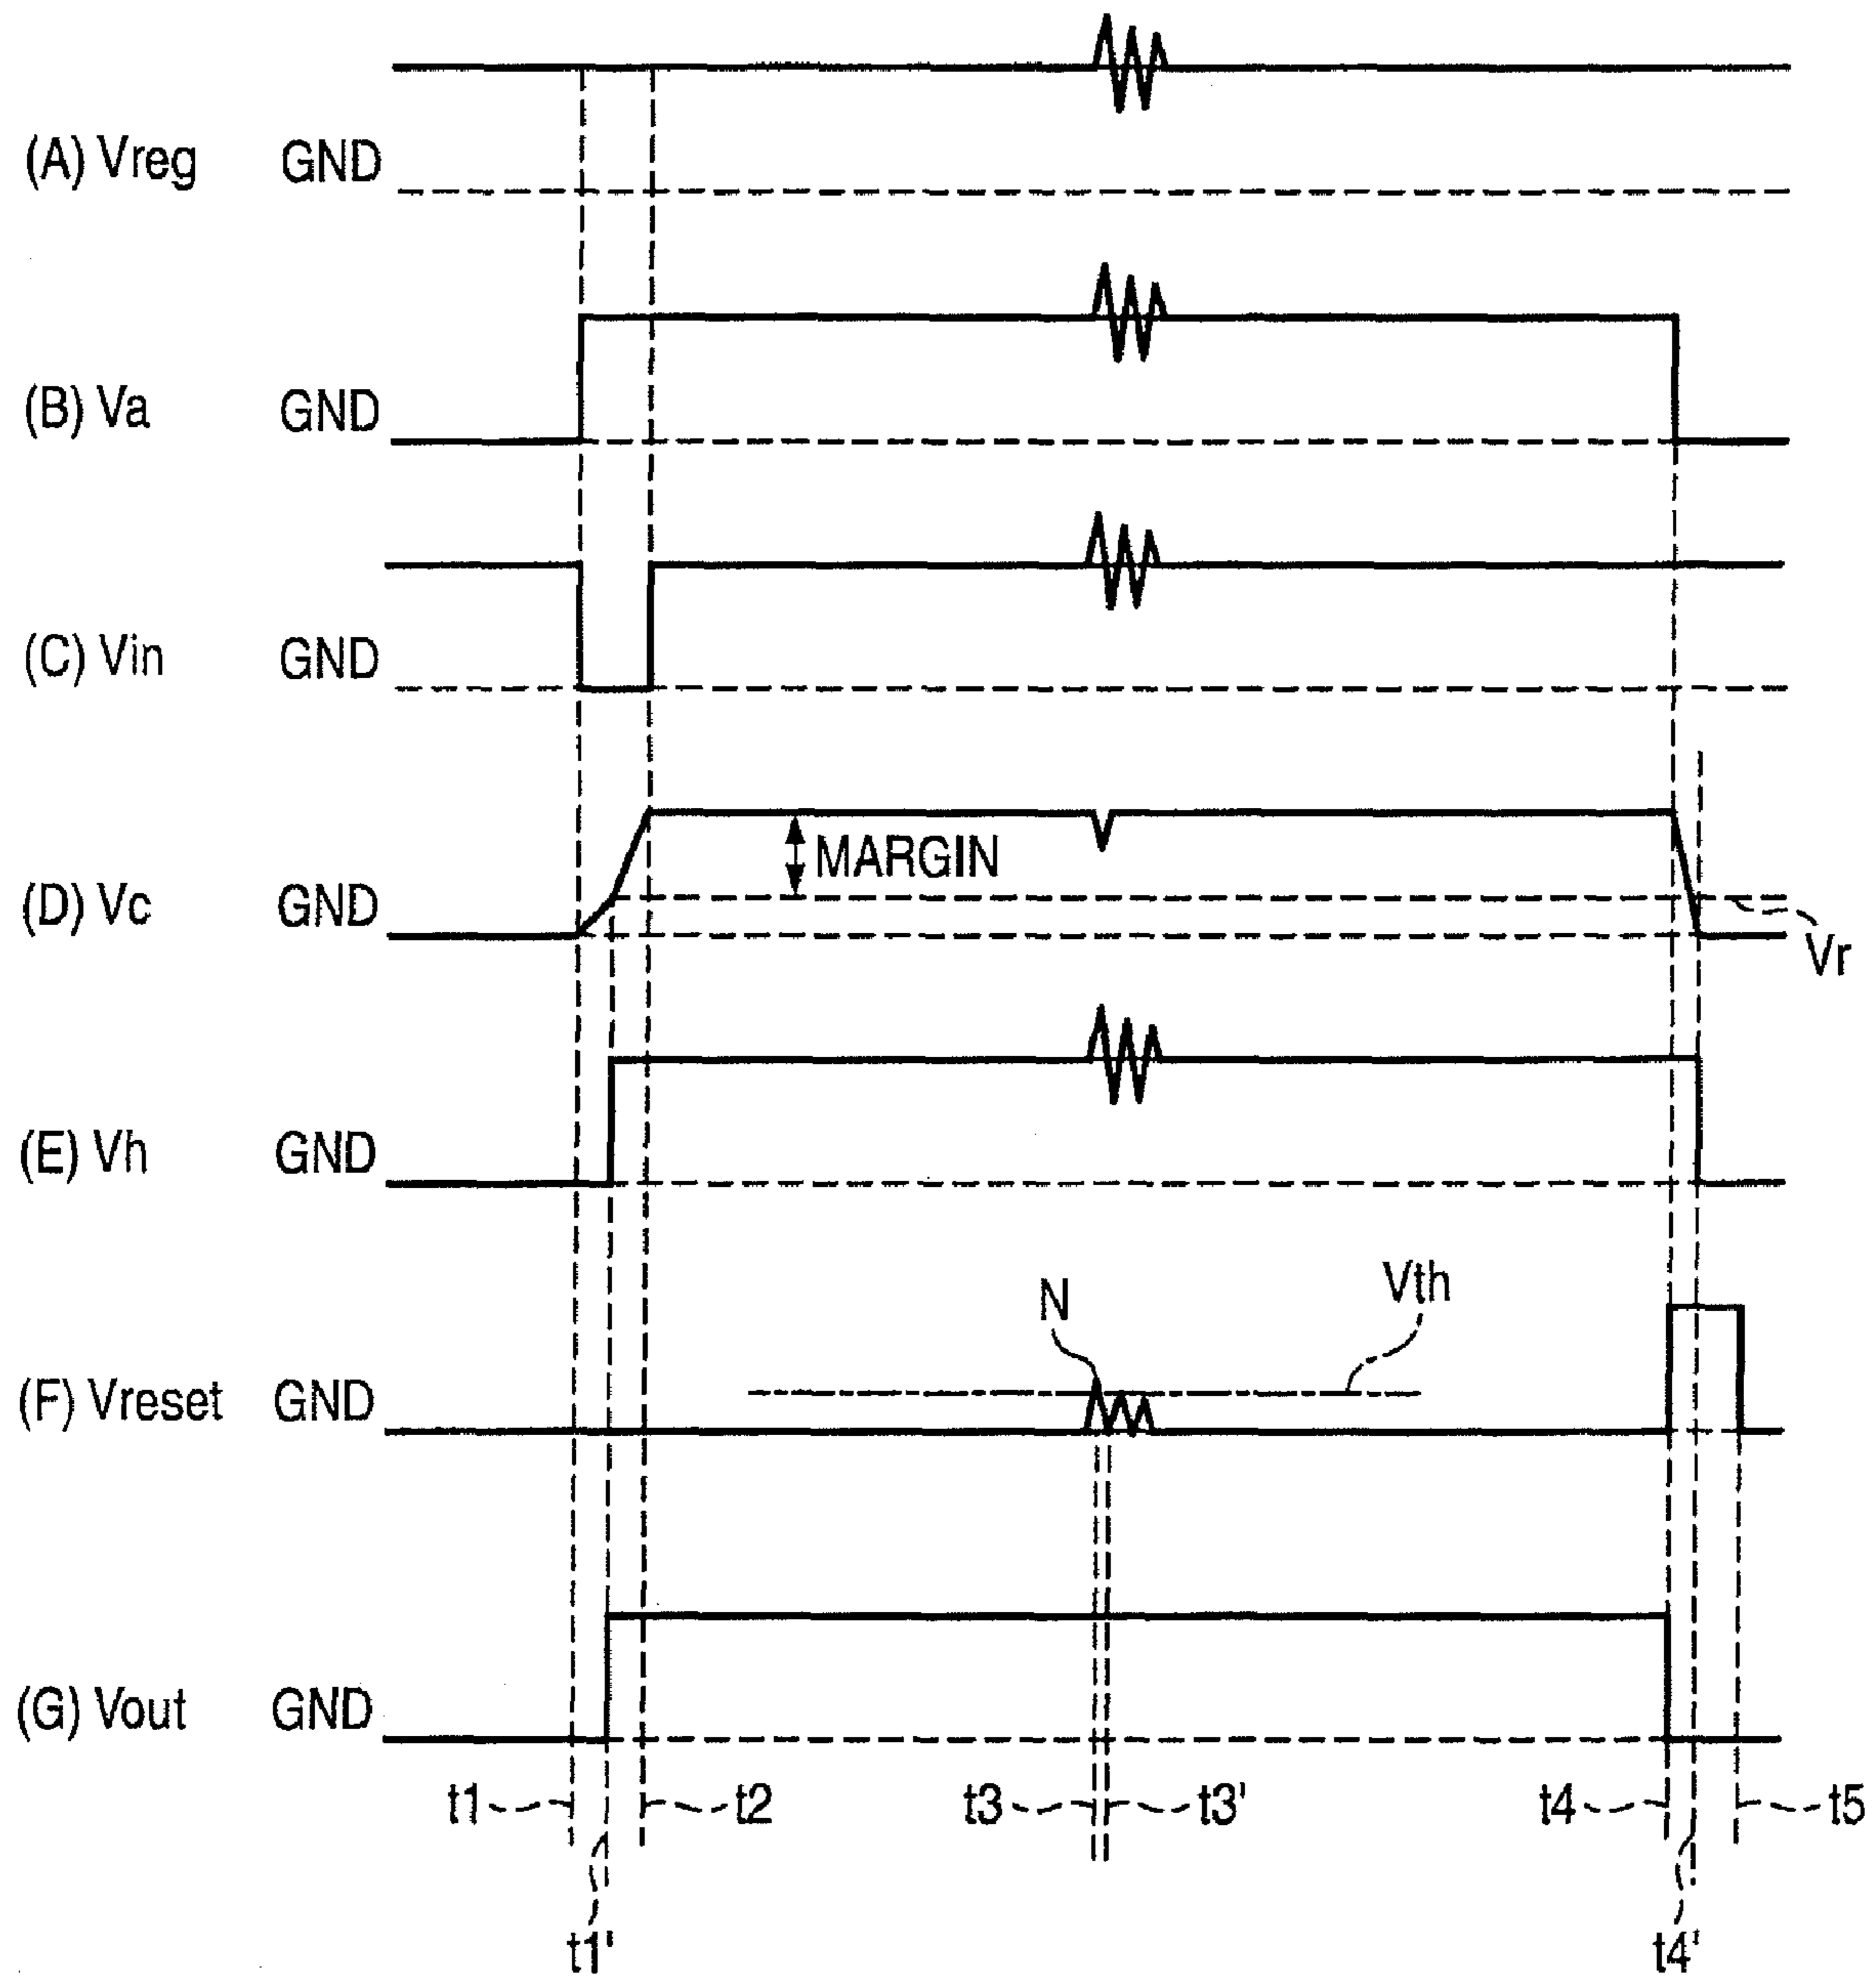 (A) Vreg GND
(B) Va GND
(C) Vin GND
(D) Vc GND
MARGIN
Vr
(E) Vh GND
(F) Vreset GND
N
Vth
(G) Vout GND
t1 t2 t3 t3' t4 t5
t1' t4'